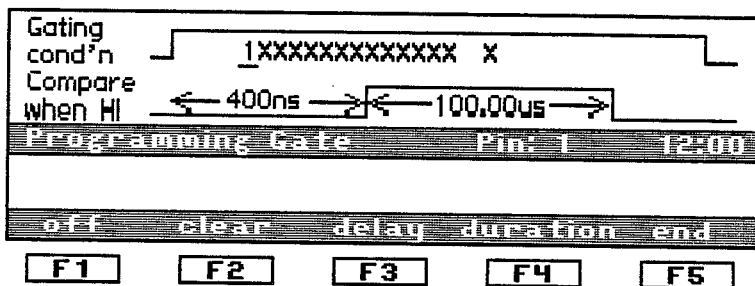 Gating
cond'n 1XXXXXXXXXXXXX X
Compare
when HI 400ns 100.00us
Programming Gate Pin: 1 12:00
off clear delay duration end
F1 F2 F3 F4 F5